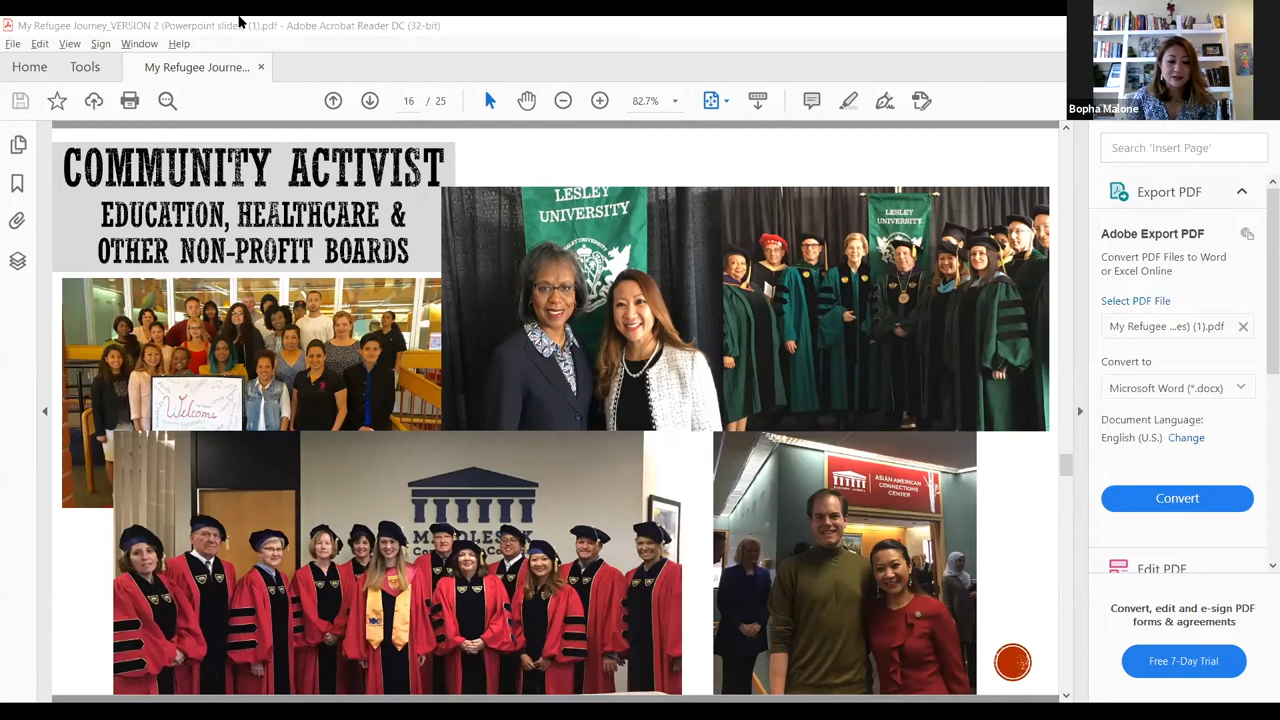 My Refugee Journey_VERSION 2 (Powerpoint slides) (1).pdf - Adobe Acrobat Reader DC (32-bit)
File Edit View Sign Window Help
Home Tools My Refugee Journe...
16 / 25 82.7%
Bopha Malone
COMMUNITY ACTIVIST
EDUCATION, HEALTHCARE &
OTHER NON-PROFIT BOARDS
LESLEY
UNIVERSITY
LESLEY
UNIVERSITY
Welcome
ASIAN AMERICAN
CONNECTIONS
CENTER
Search 'Insert Page'
Export PDF
Adobe Export PDF
Convert PDF Files to Word
or Excel Online
Select PDF File
My Refugee ...es) (1).pdf
Convert to
Microsoft Word (*.docx)
Document Language:
English (U.S.) Change
Convert
Edit PDF
Convert, edit and e-sign PDF
forms & agreements
Free 7-Day Trial